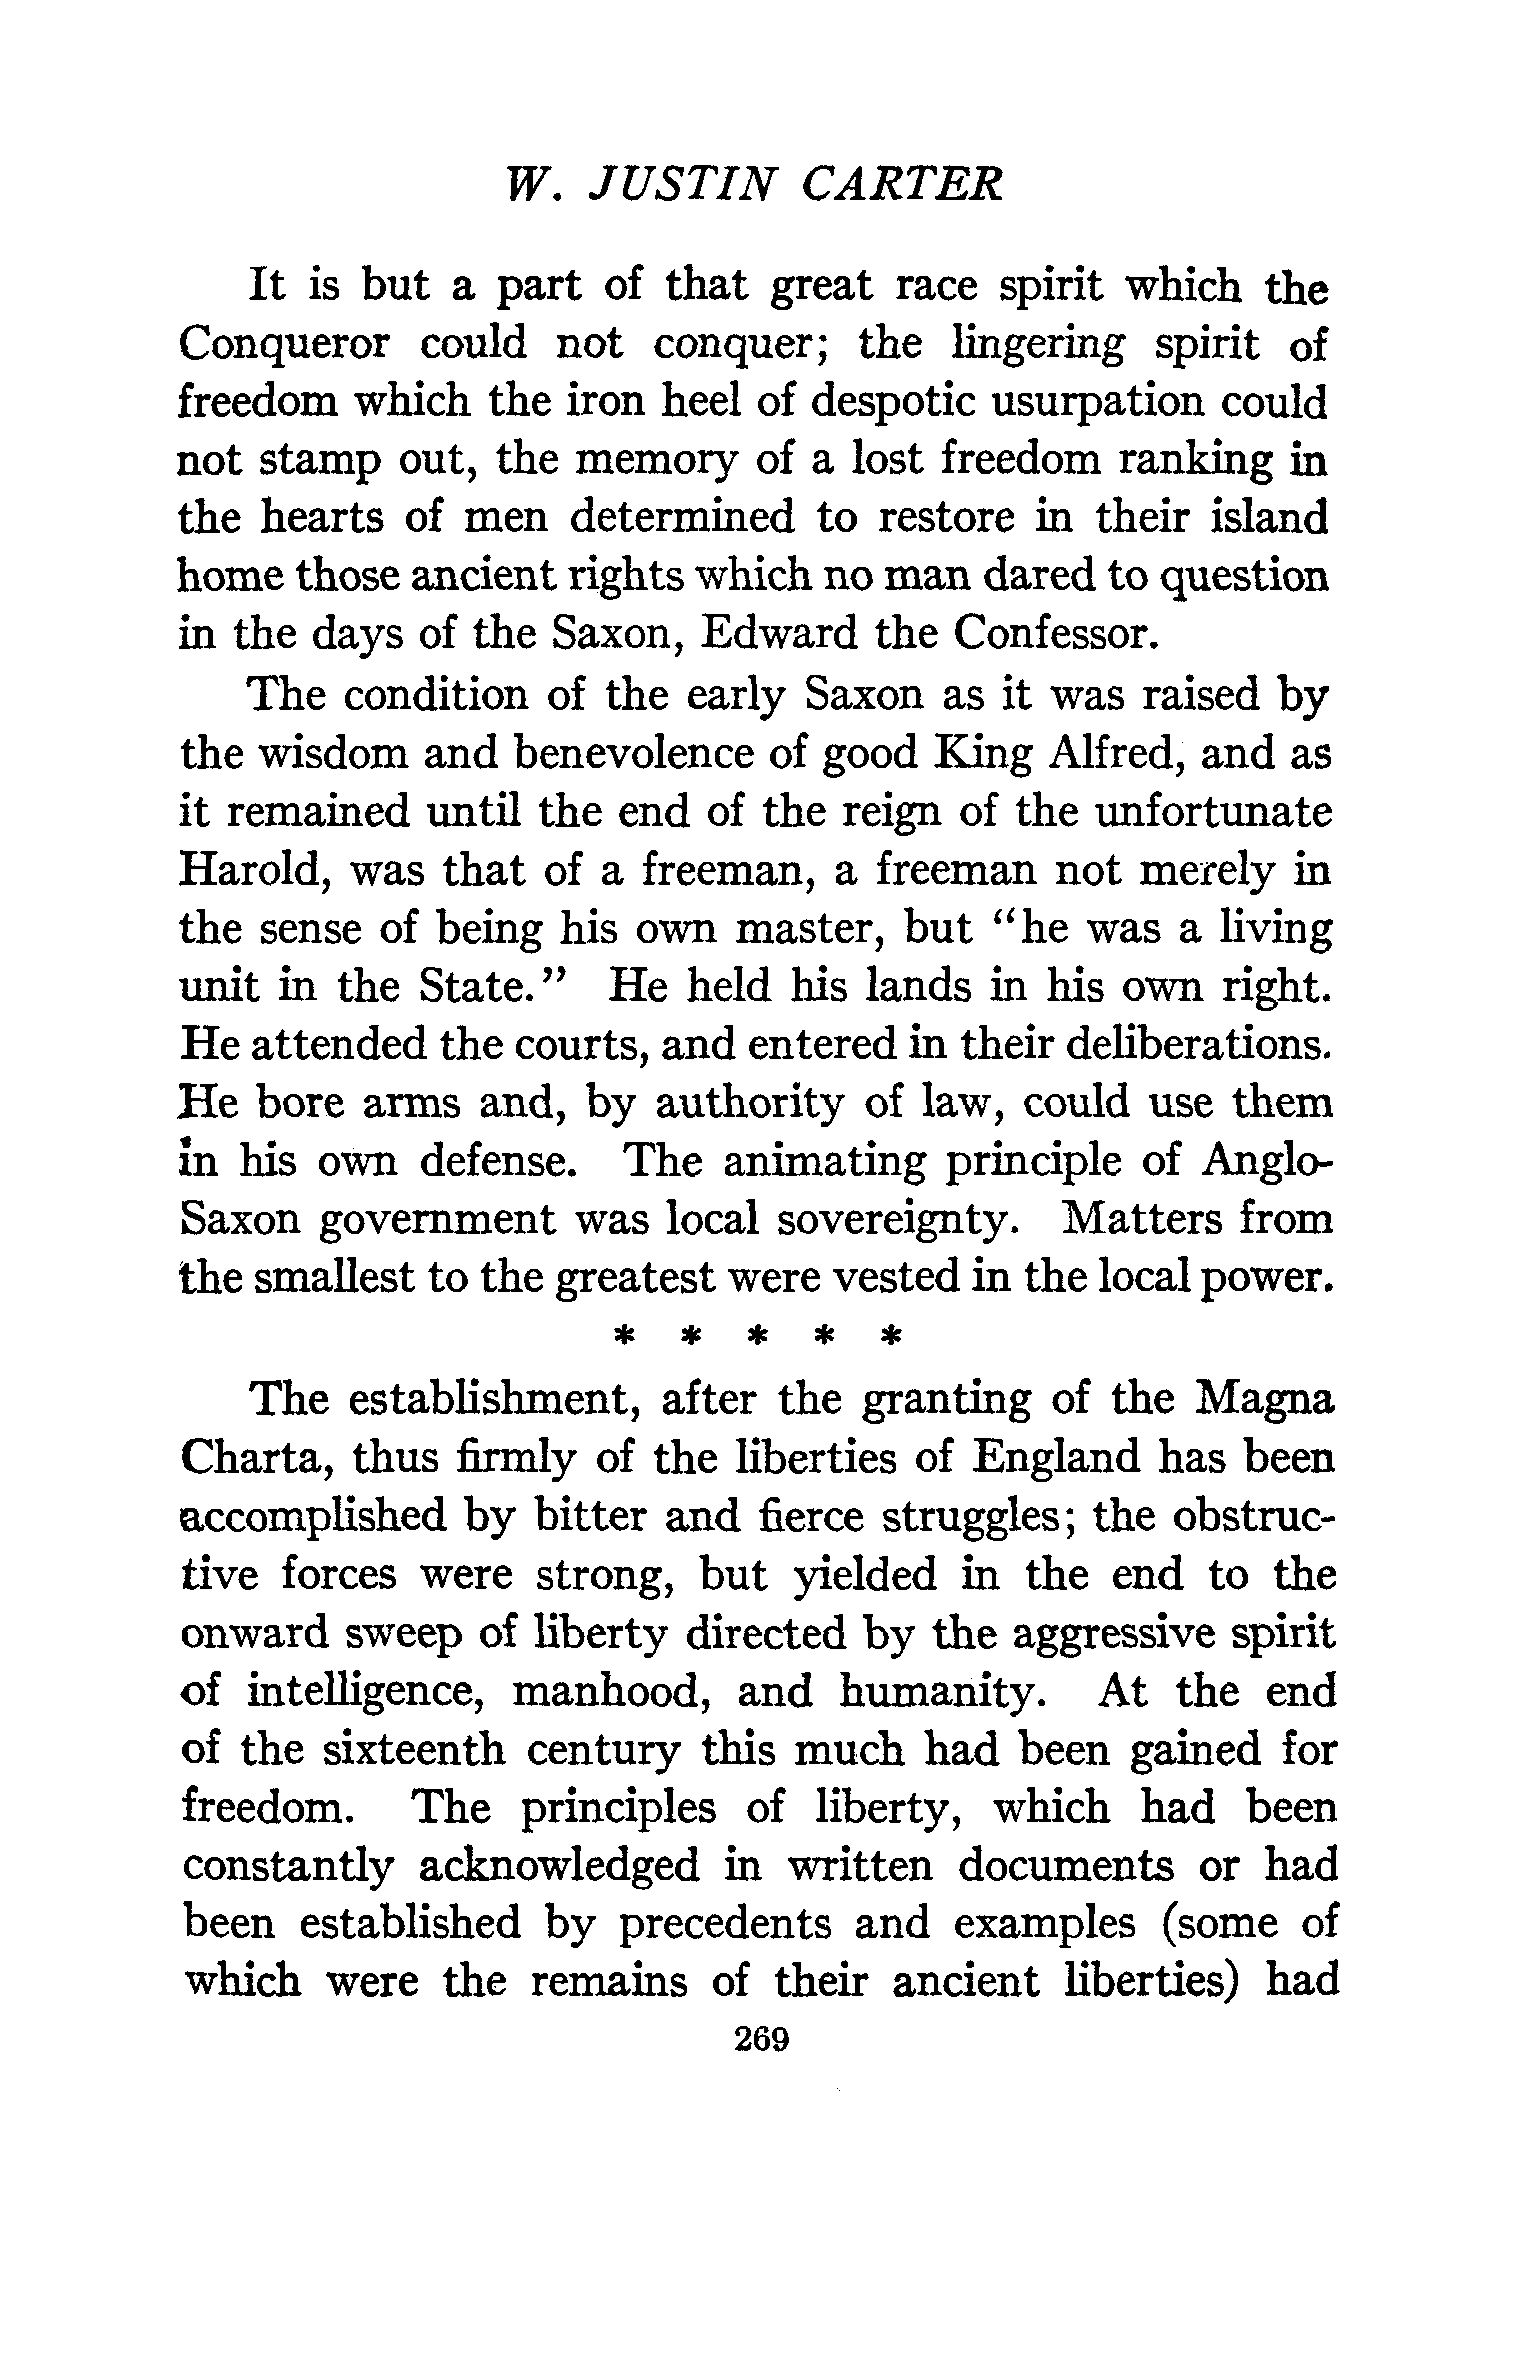 W. JUSTIN CARTER
It is but a part of that great race spirit which the
Conqueror could not conquer; the lingering spirit of
freedom which the iron heel of despotic usurpation could
not stamp out, the memory of a lost freedom ranking in
the hearts of men determined to restore in their island
home those ancient rights which no man dared to question
in the days of the Saxon, Edward the Confessor.
The condition of the early Saxon as it was raised by
the wisdom and benevolence of good King Alfred, and as
it remained until the end of the reign of the unfortunate
Harold, was that of a freeman, a freeman not merely in
the sense of being his own master, but "he was a living
unit in the State." He held his lands in his own right.
He attended the courts, and entered in their deliberations.
He bore arms and, by authority of law, could use them
in his own defense. The animating principle of Anglo-
Saxon government was local sovereignty. Matters from
the smallest to the greatest were vested in the local power.
* * * * *
The establishment, after the granting of the Magna
Charta, thus firmly of the liberties of England has been
accomplished by bitter and fierce struggles; the obstruc-
tive forces were strong, but yielded in the end to the
onward sweep of liberty directed by the aggressive spirit
of intelligence, manhood, and humanity. At the end
of the sixteenth century this much had been gained for
freedom. The principles of liberty, which had been
constantly acknowledged in written documents or had
been established by precedents and examples (some of
which were the remains of their ancient liberties) had
269